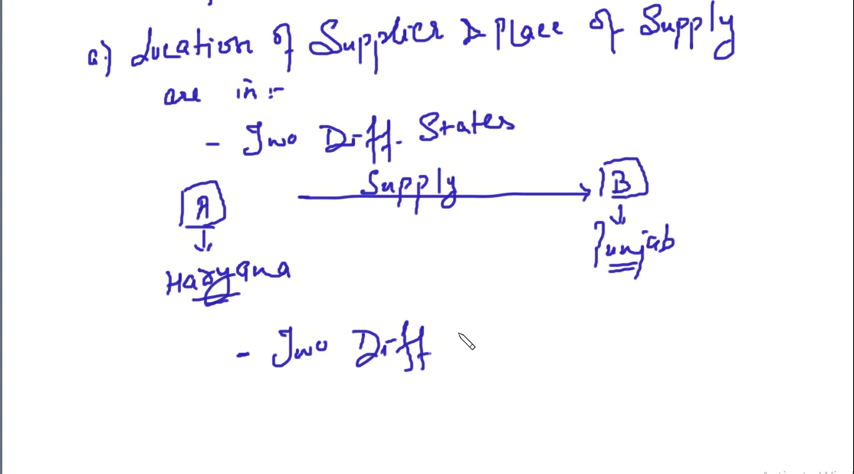 a.) Location of Supplier & Place of Supply
are in :-
- Two Diff. States
A Supply B
Haryana Punjab
- Two Diff